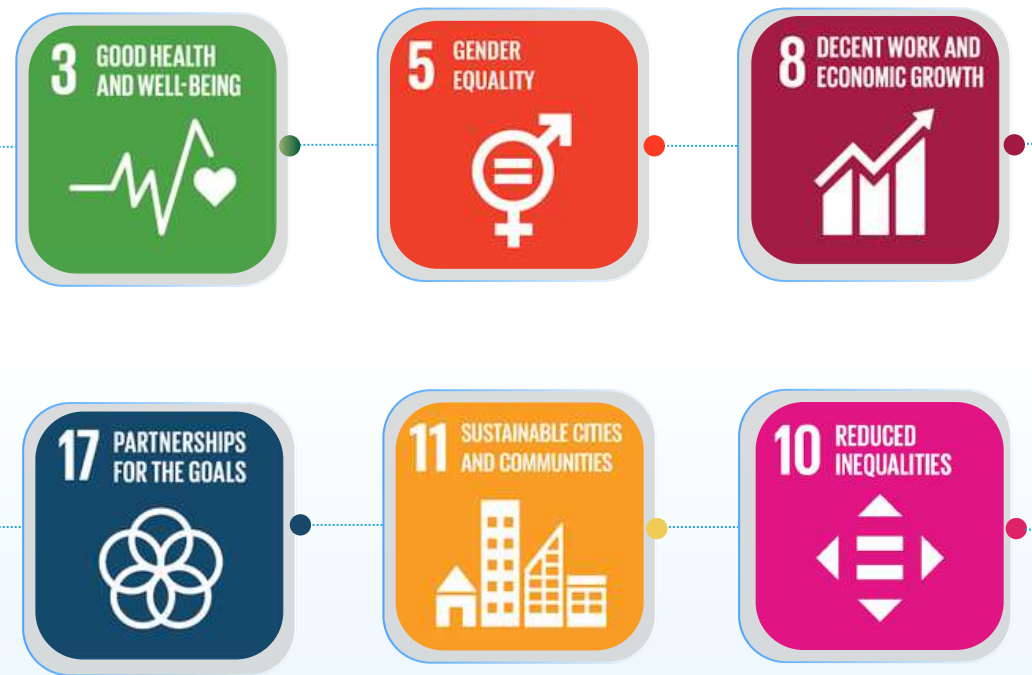 3 GOOD HEALTH
AND WELL-BEING
5 GENDER
EQUALITY
8 DECENT WORK AND
ECONOMIC GROWTH
17 PARTNERSHIPS
FOR THE GOALS
11 SUSTAINABLE CITIES
AND COMMUNITIES
10 REDUCED
INEQUALITIES